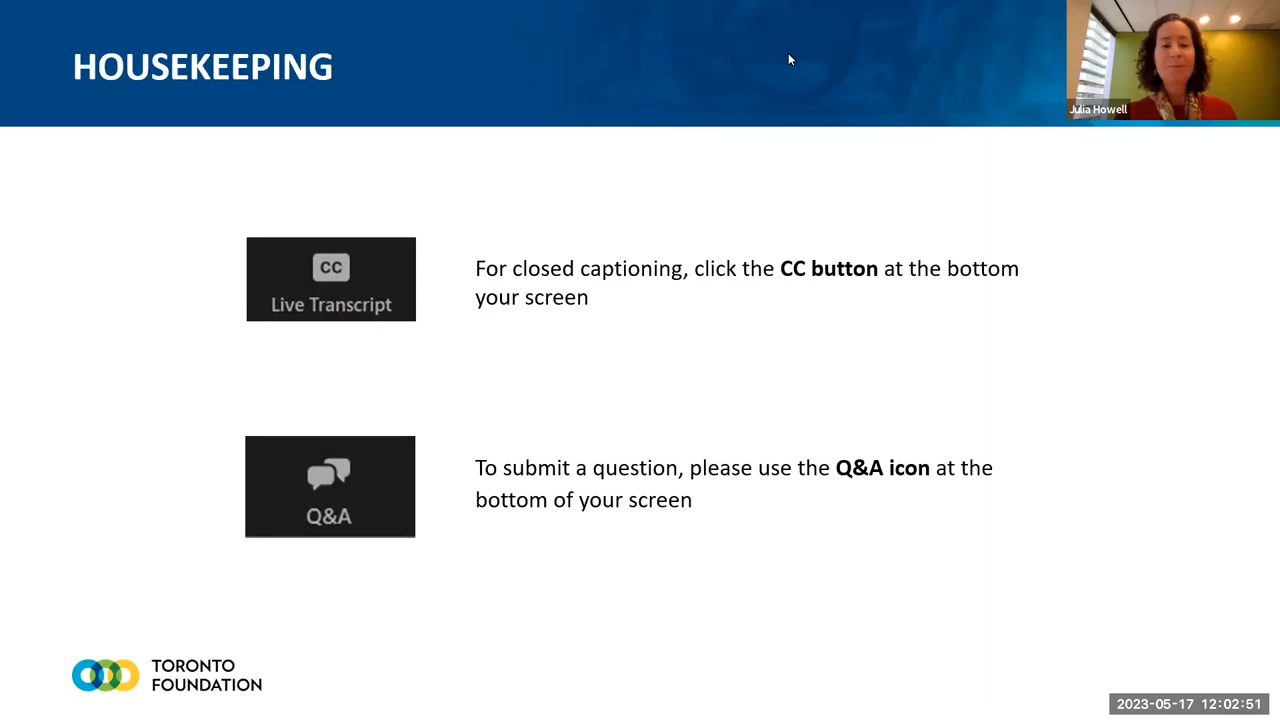 HOUSEKEEPING
Julia Howell
CC
Live Transcript
For closed captioning, click the CC button at the bottom
your screen
Q&A
To submit a question, please use the Q&A icon at the
bottom of your screen
TORONTO
FOUNDATION
2023-05-17 12:02:51